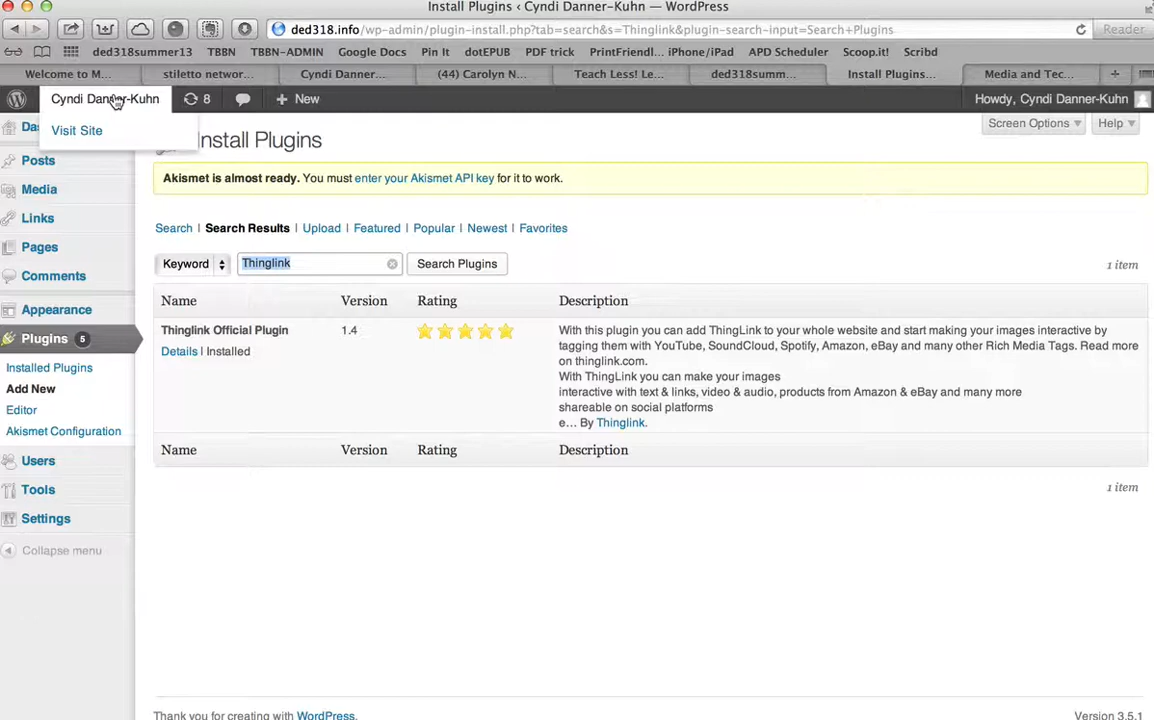 Install Plugins ‹ Cyndi Danner-Kuhn — WordPress
ded318.info/wp-admin/plugin-install.php?tab=search&s=Thinglink&plugin-search-input=Search+Plugins
Reader
ded318summer13 TBBN TBBN-ADMIN Google Docs Pin It dotEPUB PDF trick PrintFriendl... iPhone/iPad APD Scheduler Scoop.it! Scribd
Welcome to M... stiletto networ... Cyndi Danner... (44) Carolyn N... Teach Less! Le... ded318summ... Install Plugins... Media and Tec... +
Cyndi Danner-Kuhn 8 + New Howdy, Cyndi Danner-Kuhn
Visit Site
Screen Options Help
Install Plugins
Posts
Media
Links
Pages
Comments
Appearance
Plugins 5
Installed Plugins
Add New
Editor
Akismet Configuration
Users
Tools
Settings
Collapse menu
Akismet is almost ready. You must enter your Akismet API key for it to work.
Search | Search Results | Upload | Featured | Popular | Newest | Favorites
Keyword Thinglink Search Plugins 1 item
Name Version Rating Description
Thinglink Official Plugin 1.4
Details | Installed
With this plugin you can add ThingLink to your whole website and start making your images interactive by
tagging them with YouTube, SoundCloud, Spotify, Amazon, eBay and many other Rich Media Tags. Read more
on thinglink.com.
With ThingLink you can make your images
interactive with text & links, video & audio, products from Amazon & eBay and many more
shareable on social platforms
e... By Thinglink.
Name Version Rating Description
1 item
Thank you for creating with WordPress. Version 3.5.1